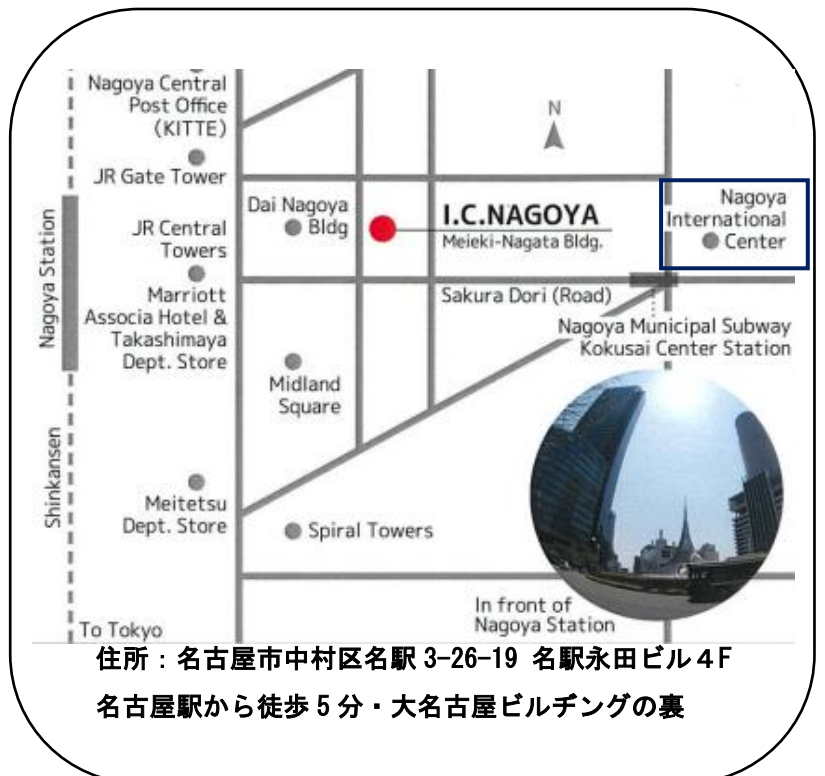 Nagoya Central
Post Office
(KITTE)
JR Gate Tower
N
Dai Nagoya
Bldg
I.C.NAGOYA
Meieki-Nagata Bldg.
Nagoya
International
Center
JR Central
Towers
Nagoya Station
Marriott
Associa Hotel &
Takashimaya
Dept. Store
Sakura Dori (Road)
Nagoya Municipal Subway
Kokusai Center Station
Midland
Square
Shinkansen
Meitetsu
Dept. Store
Spiral Towers
In front of
Nagoya Station
To Tokyo
住所：名古屋市中村区名駅 3-26-19 名駅永田ビル４F
名古屋駅から徒歩５分・大名古屋ビルヂングの裏